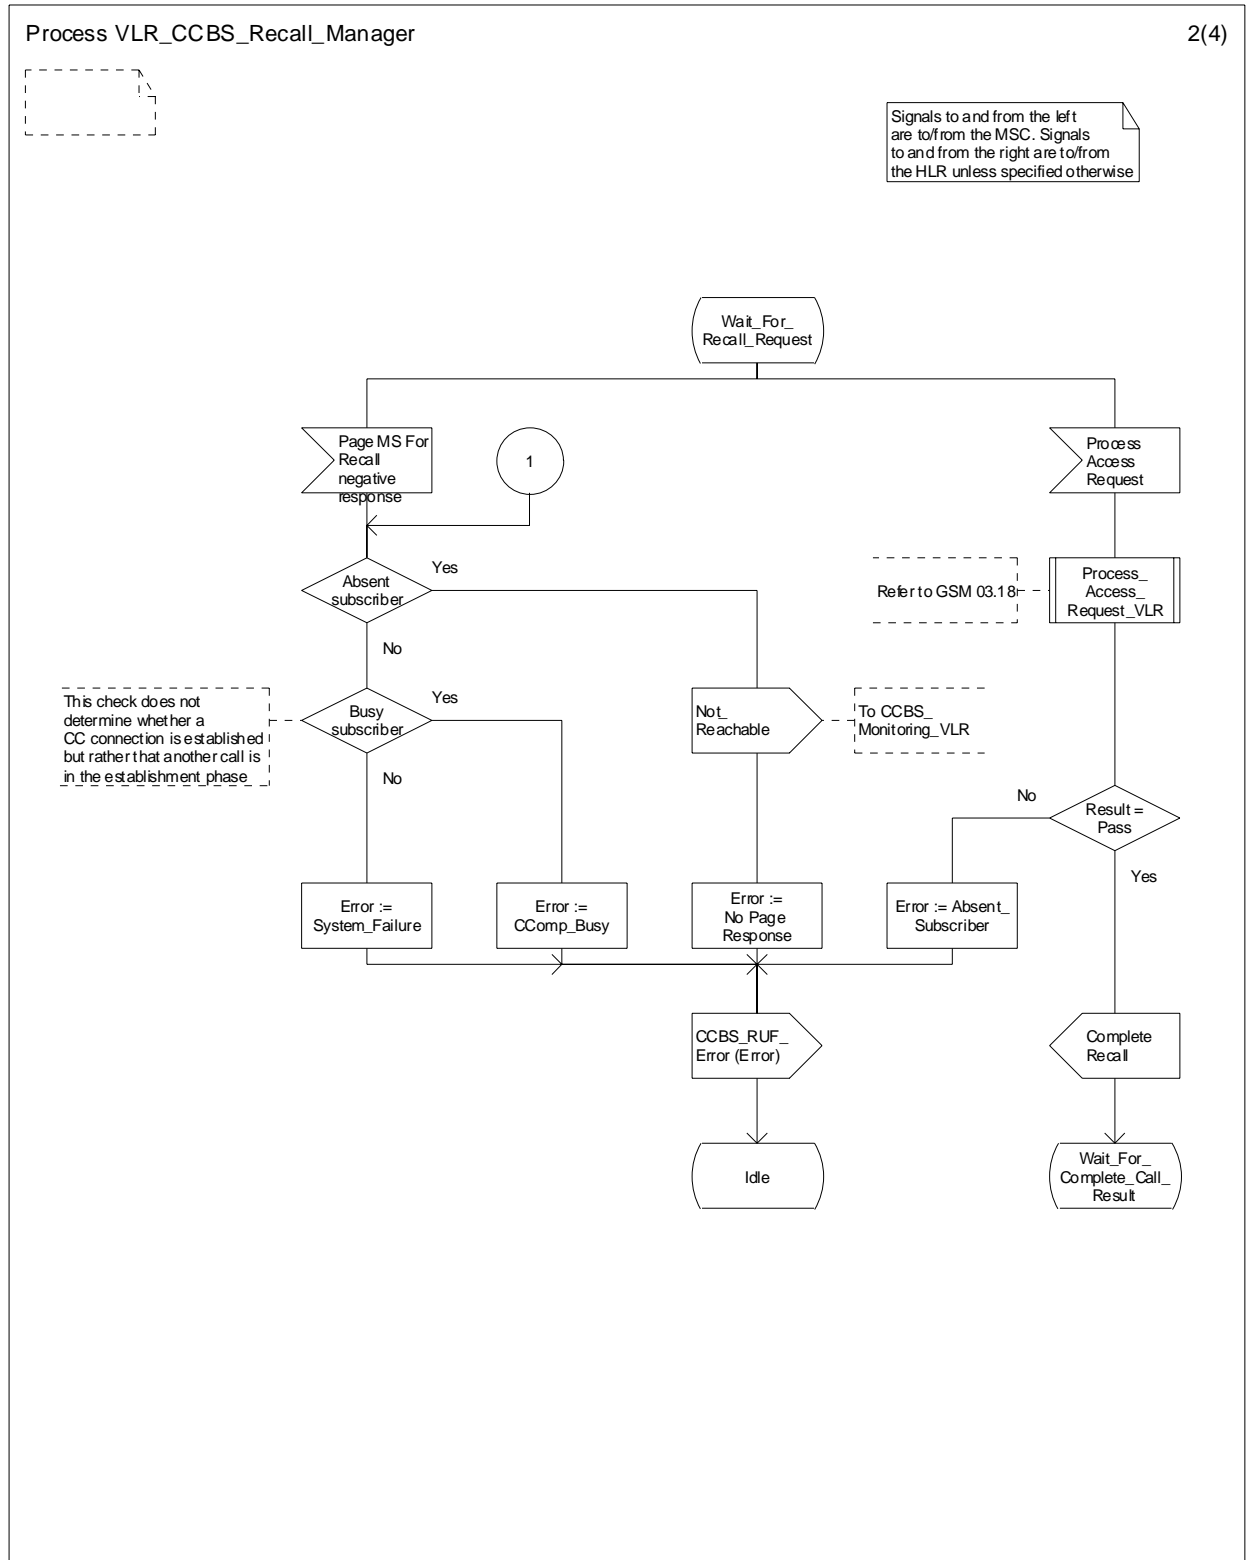 Process VLR_CCBS_Recall_Manager
2(4)
Signals to and from the left
are to/from the MSC. Signals
to and from the right are to/from
the HLR unless specified otherwise
Wait_For_
Recall_Request
Page MS For
Recall
negative
response
1
Process
Access
Request
Absent
subscriber
Yes
No
Refer to GSM 03.18
Process_
Access_
Request_VLR
This check does not
determine whether a
CC connection is established
but rather that another call is
in the establishment phase
Busy
subscriber
Yes
No
Not_
Reachable
To CCBS_
Monitoring_VLR
No
Result =
Pass
Yes
Error :=
System_Failure
Error :=
CComp_Busy
Error :=
No Page
Response
Error := Absent_
Subscriber
CCBS_RUF_
Error (Error)
Complete
Recall
Idle
Wait_For_
Complete_Call_
Result